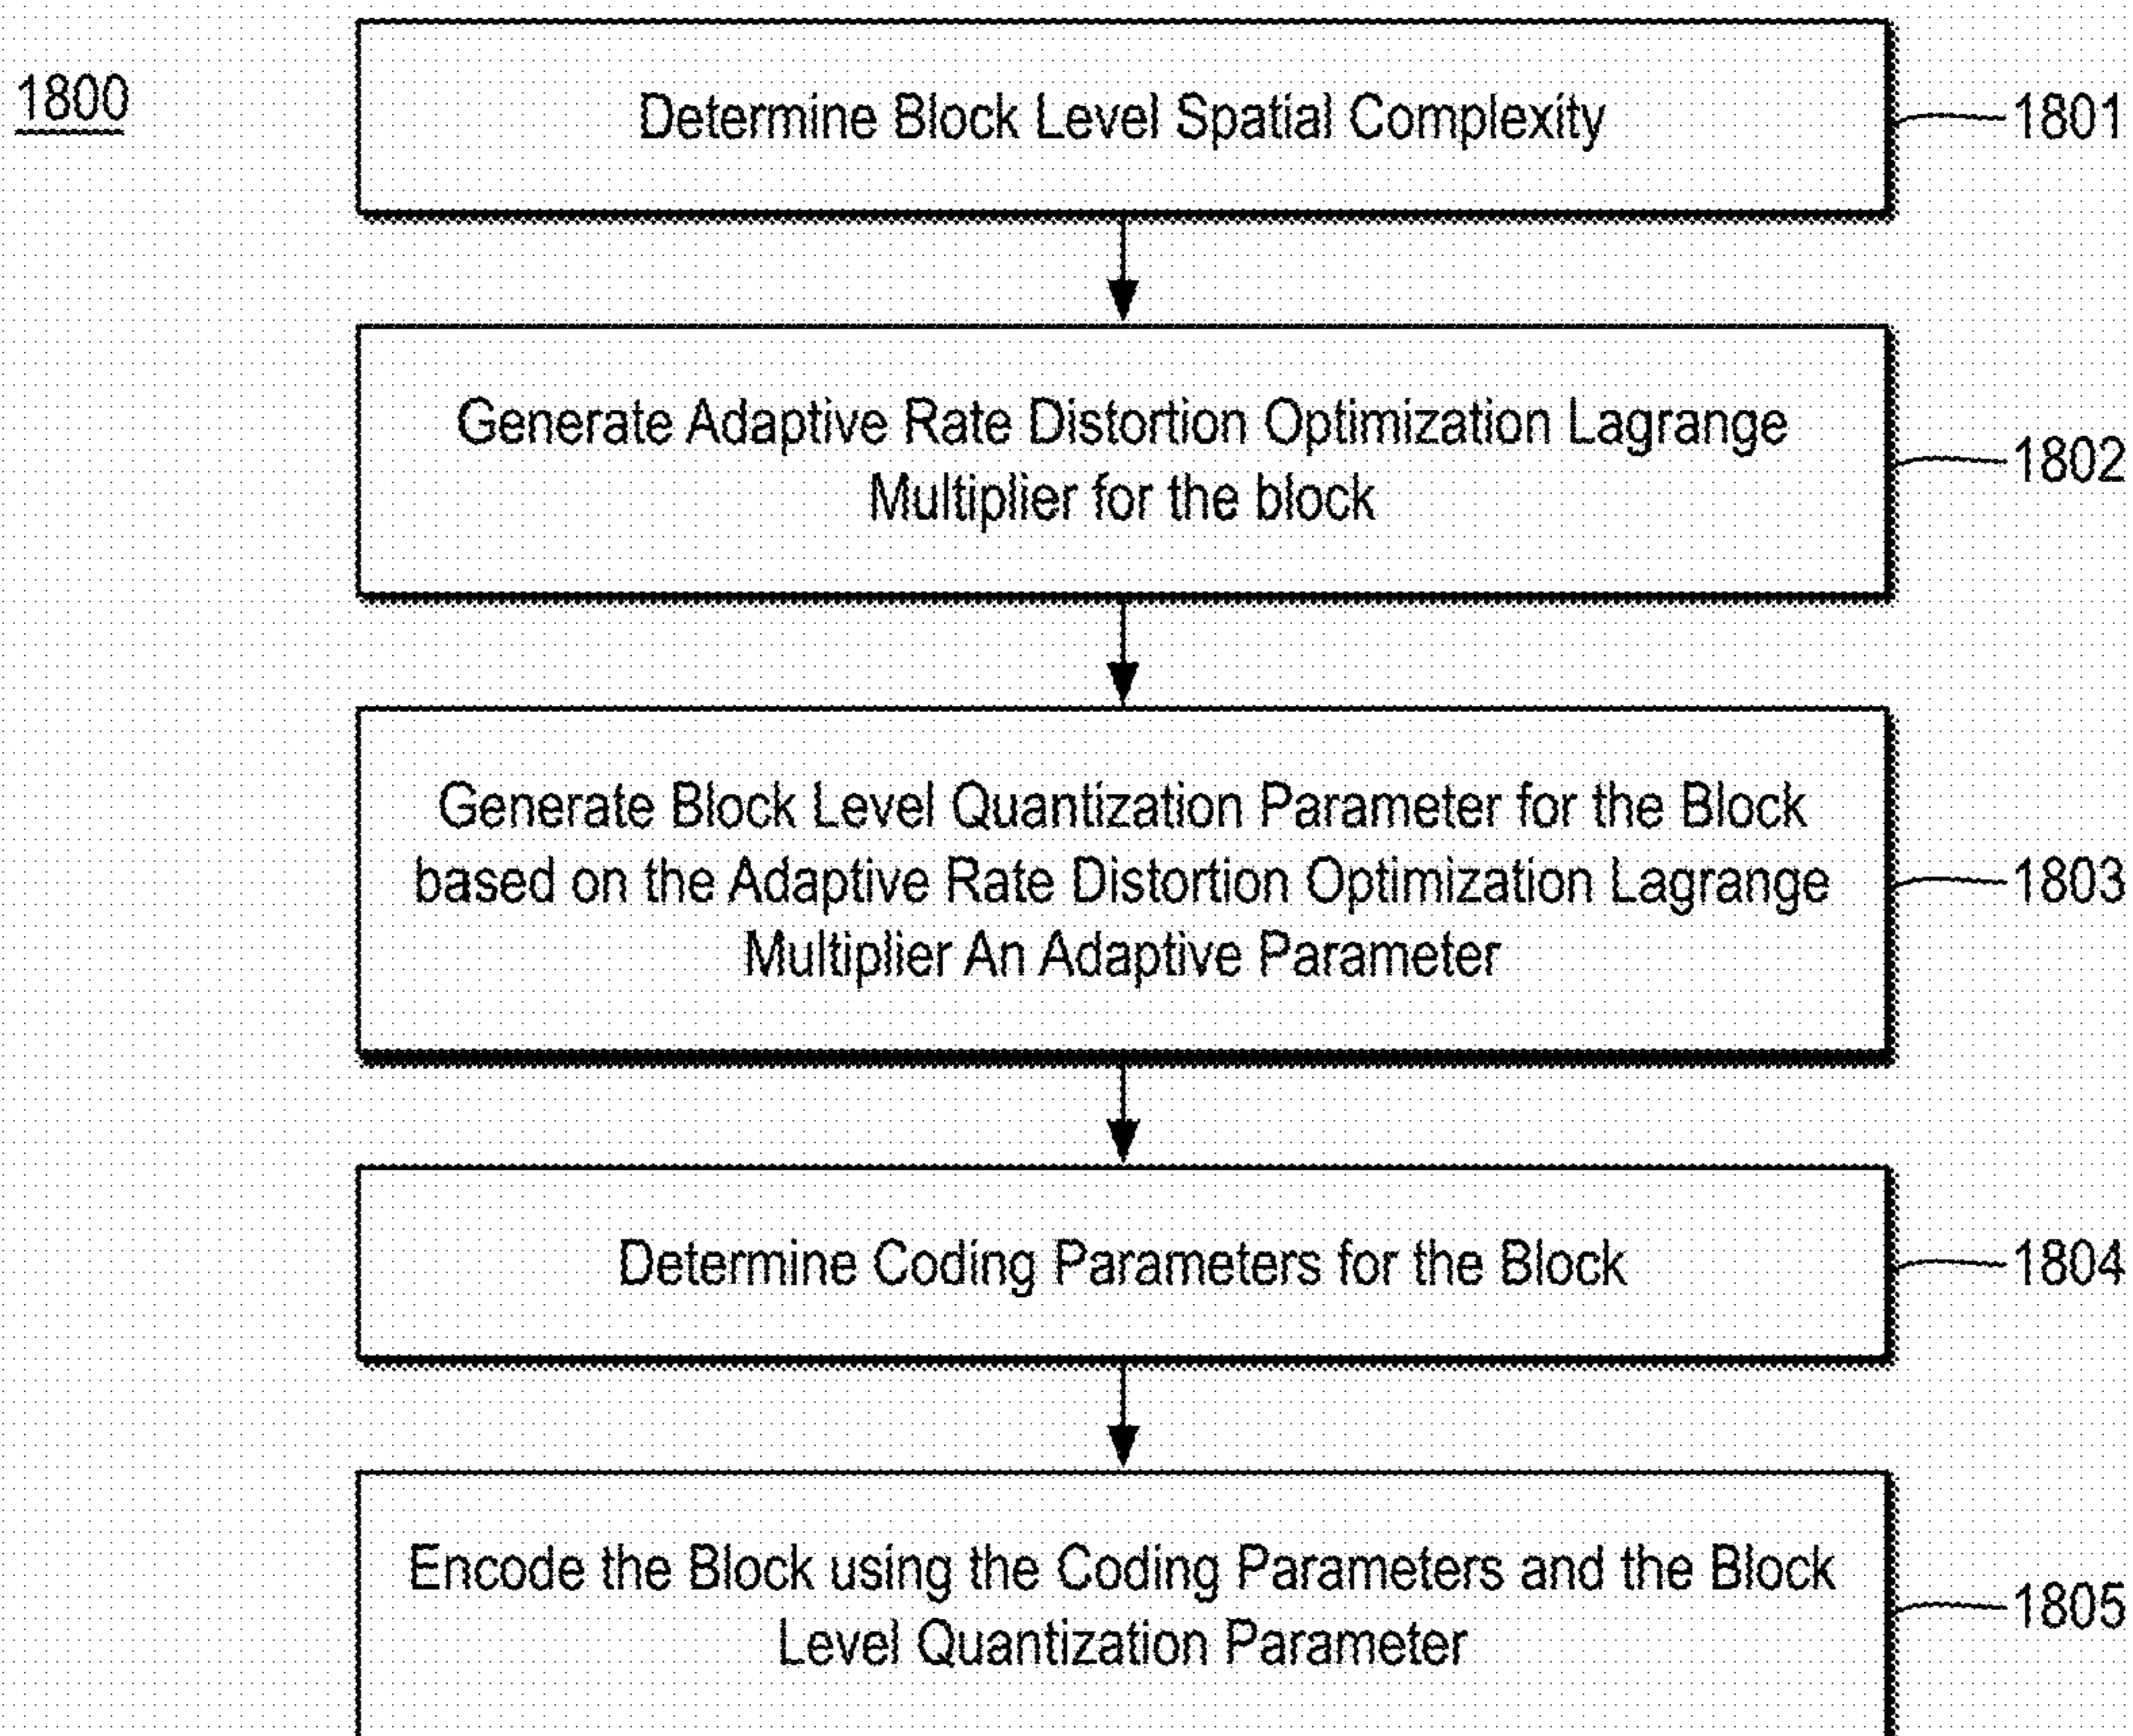 1800
Determine Block Level Spatial Complexity
1801
Generate Adaptive Rate Distortion Optimization Lagrange
Multiplier for the block
1802
Generate Block Level Quantization Parameter for the Block
based on the Adaptive Rate Distortion Optimization Lagrange
Multiplier An Adaptive Parameter
1803
Determine Coding Parameters for the Block
1804
Encode the Block using the Coding Parameters and the Block
Level Quantization Parameter
1805